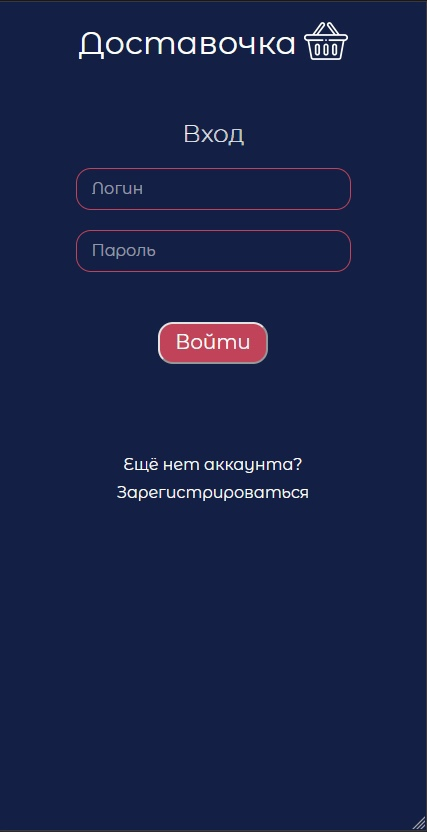 Доставочка
Вход
Логин
Пароль
Войти
Ещё нет аккаунта?
Зарегистрироваться